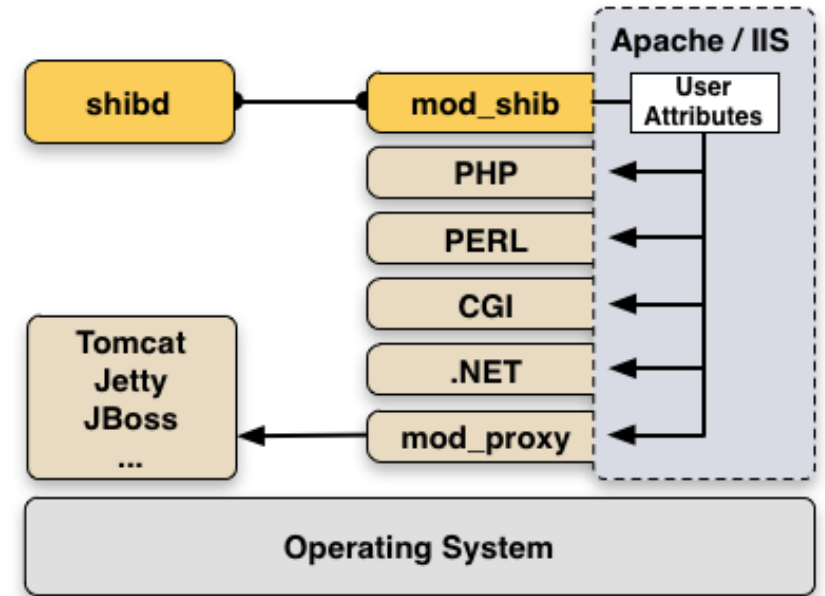 Apache / IIS
shibd
mod_shib
User
Attributes
PHP
PERL
CGI
.NET
mod_proxy
Tomcat
Jetty
JBoss
...
Operating System